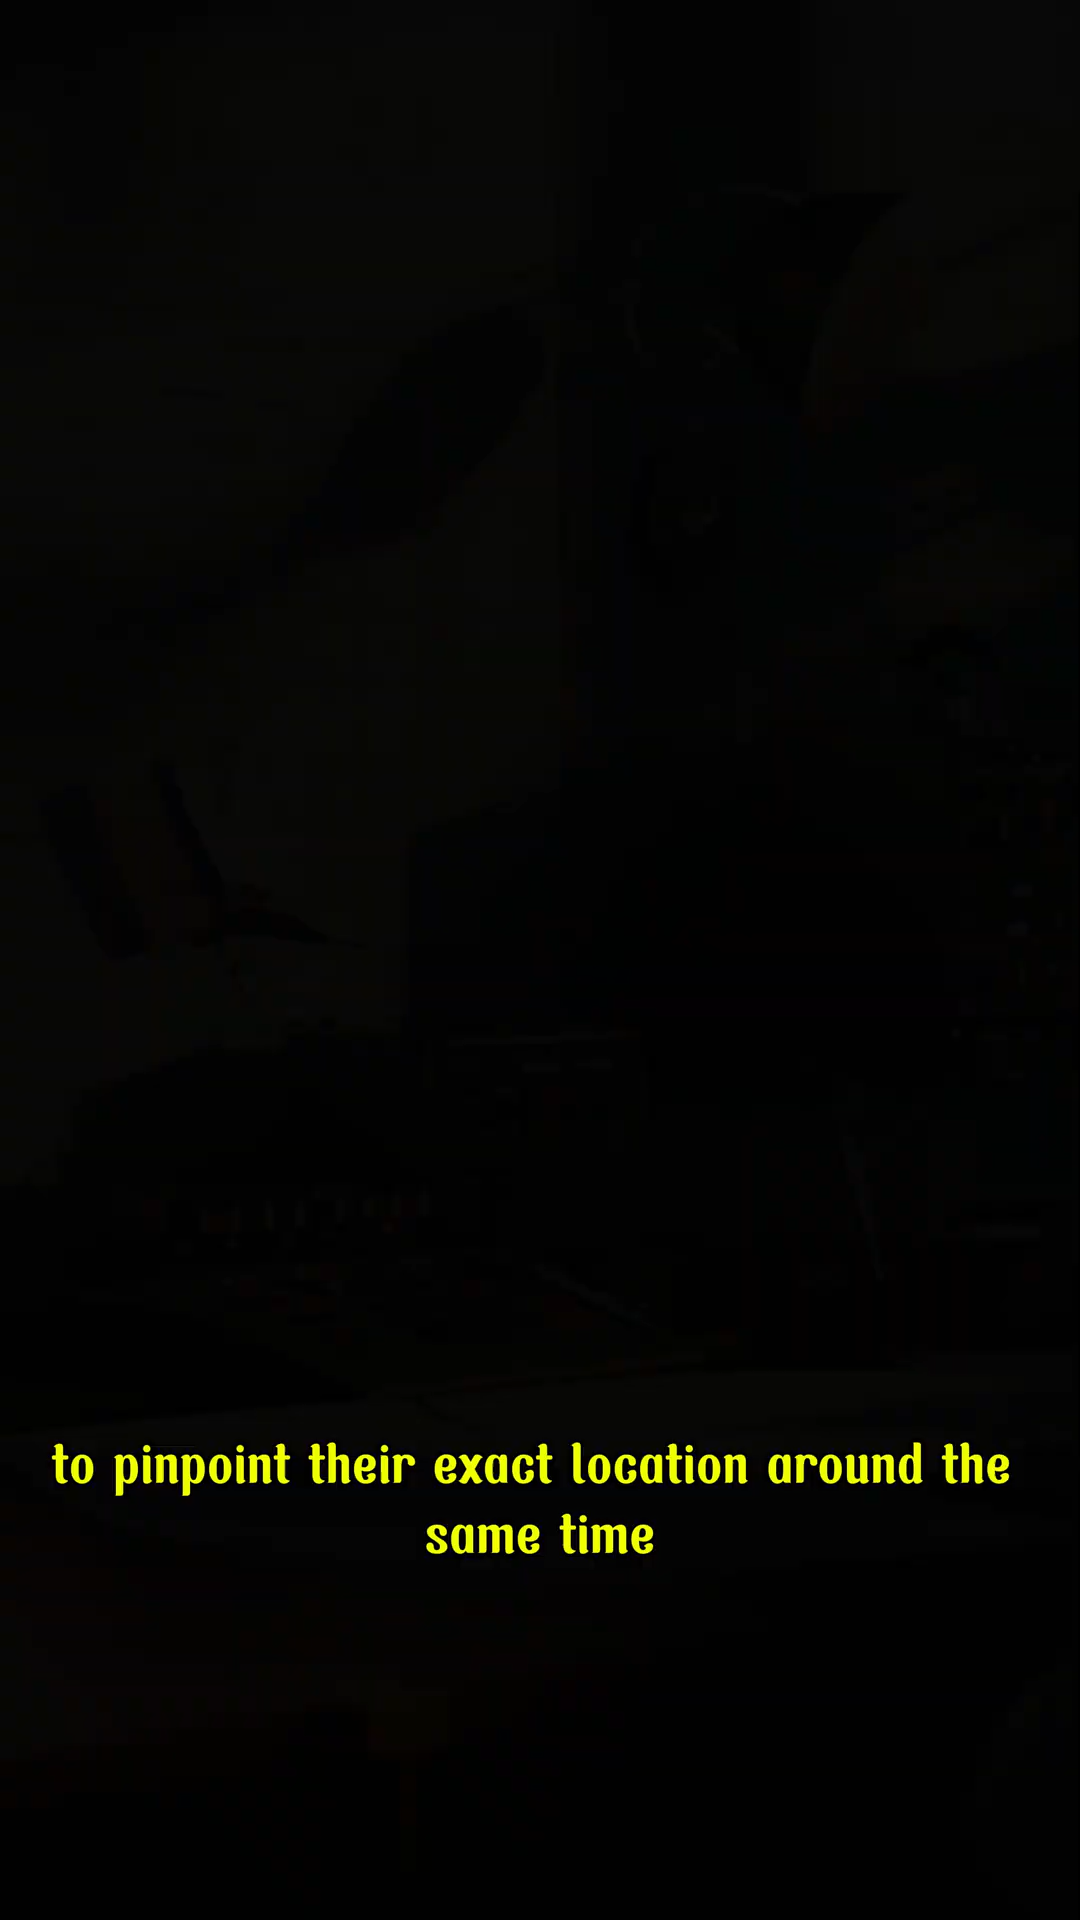 to pinpoint their exact location around the
same time